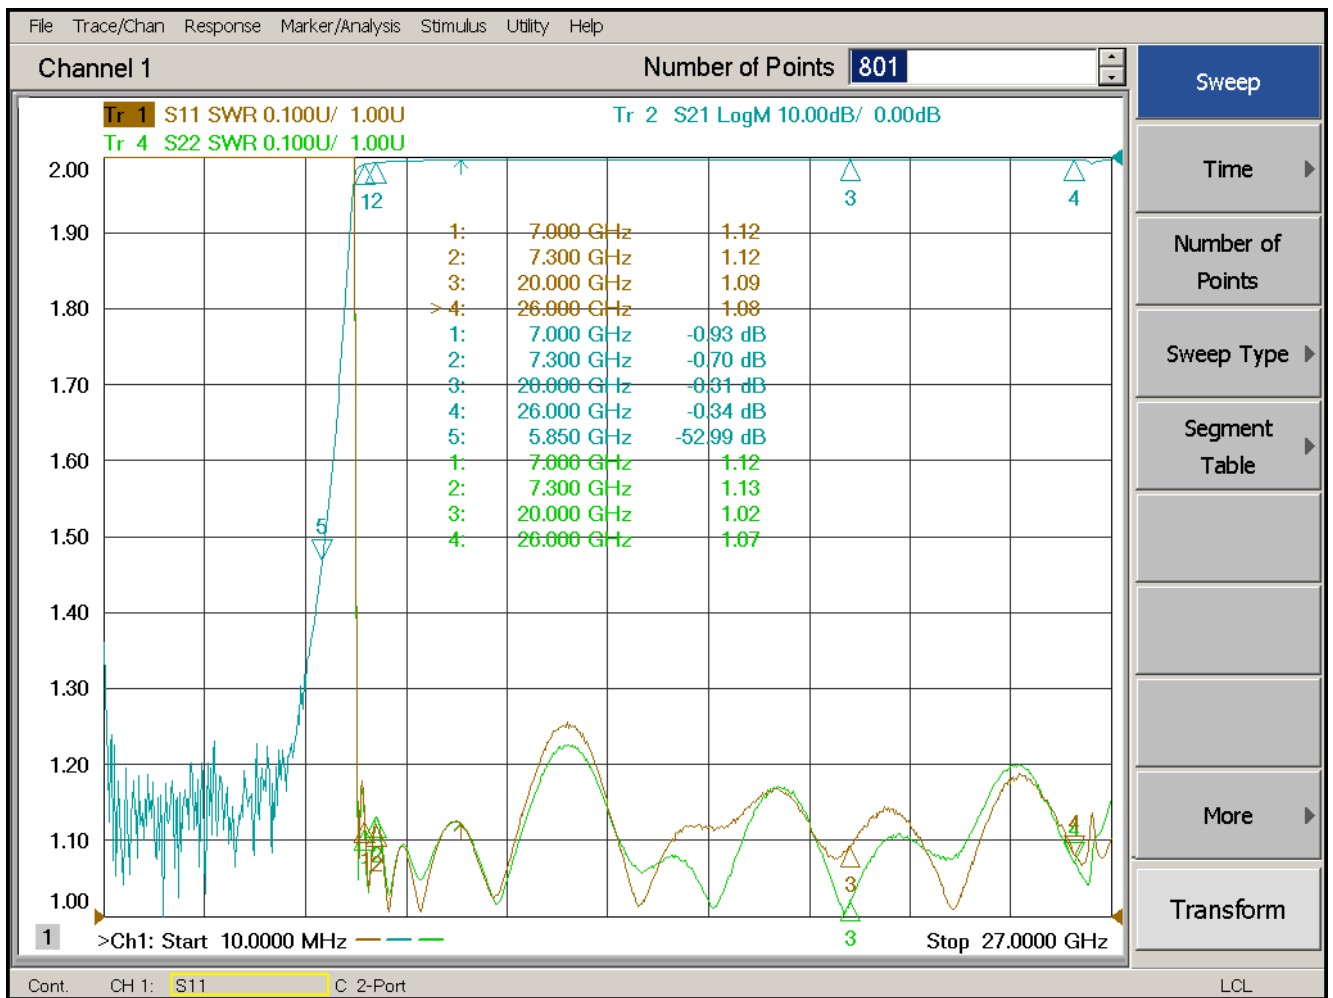 File Trace/Chan Response Marker/Analysis Stimulus Utility Help
Channel 1 Number of Points 801
Tr 1 S11 SWR 0.100U/ 1.00U Tr 2 S21 LogM 10.00dB/ 0.00dB
Tr 4 S22 SWR 0.100U/ 1.00U
2.00
1.90
1.80
1.70
1.60
1.50
1.40
1.30
1.20
1.10
1.00
1 2 3 4
5
1: 7.000 GHz 1.12
2: 7.300 GHz 1.12
3: 20.000 GHz 1.09
> 4: 26.000 GHz 1.08
1: 7.000 GHz -0.93 dB
2: 7.300 GHz -0.70 dB
3: 20.000 GHz -0.31 dB
4: 26.000 GHz -0.34 dB
5: 5.850 GHz -52.99 dB
1: 7.000 GHz 1.12
2: 7.300 GHz 1.13
3: 20.000 GHz 1.02
4: 26.000 GHz 1.07
4
4
3
3
1 >Ch1: Start 10.0000 MHz Stop 27.0000 GHz
Cont. CH 1: S11 C 2-Port LCL
Sweep
Time
Number of
Points
Sweep Type
Segment
Table
More
Transform